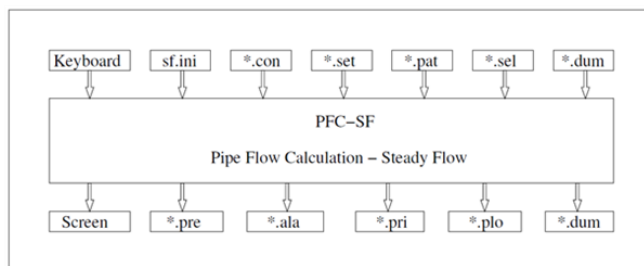 Keyboard sf.ini *.con *.set *.pat *.sel *.dum
PFC−SF
Pipe Flow Calculation − Steady Flow
Screen *.pre *.ala *.pri *.plo *.dum